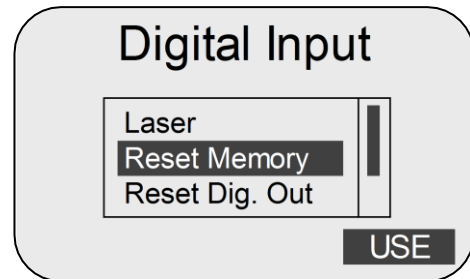 Digital Input
Laser
Reset Memory
Reset Dig. Out
USE